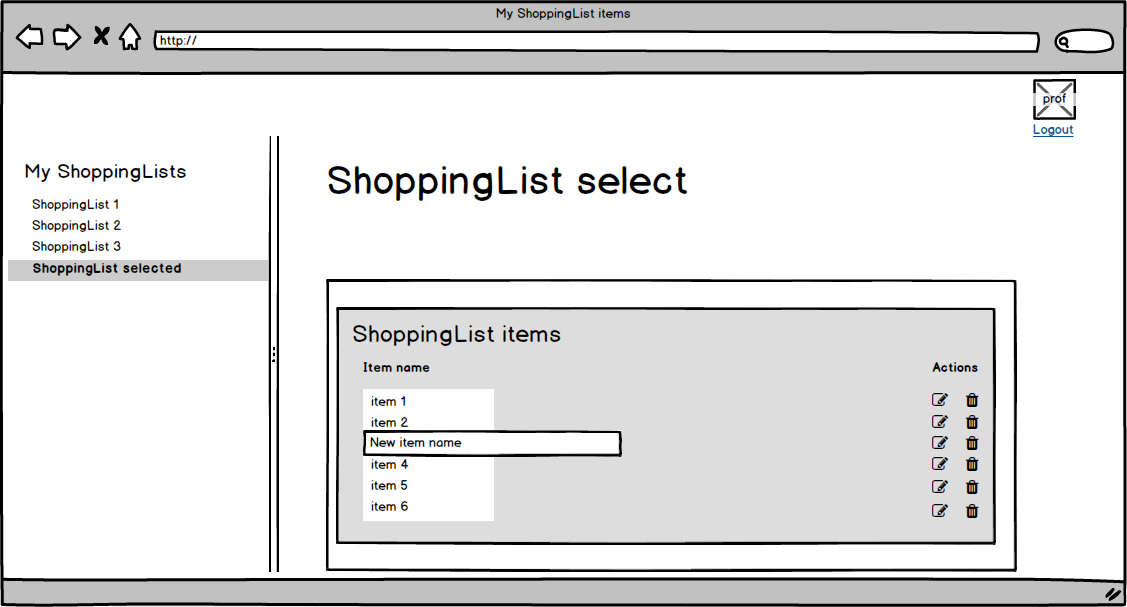 My ShoppingList items
http://
prof
Logout
My ShoppingLists
ShoppingList 1
ShoppingList 2
ShoppingList 3
ShoppingList selected
ShoppingList select
ShoppingList items
Item name Actions
item 1
item 2
New item name
item 4
item 5
item 6